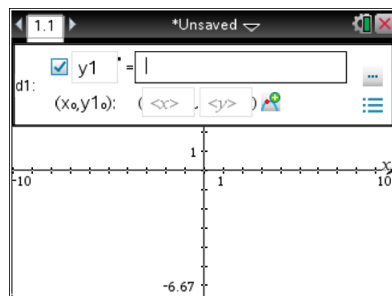 1.1 *Unsaved
d1: y1' =
(x₀,y1₀): ( <x> , <y> )
1
x
-10 1 10
-6.67